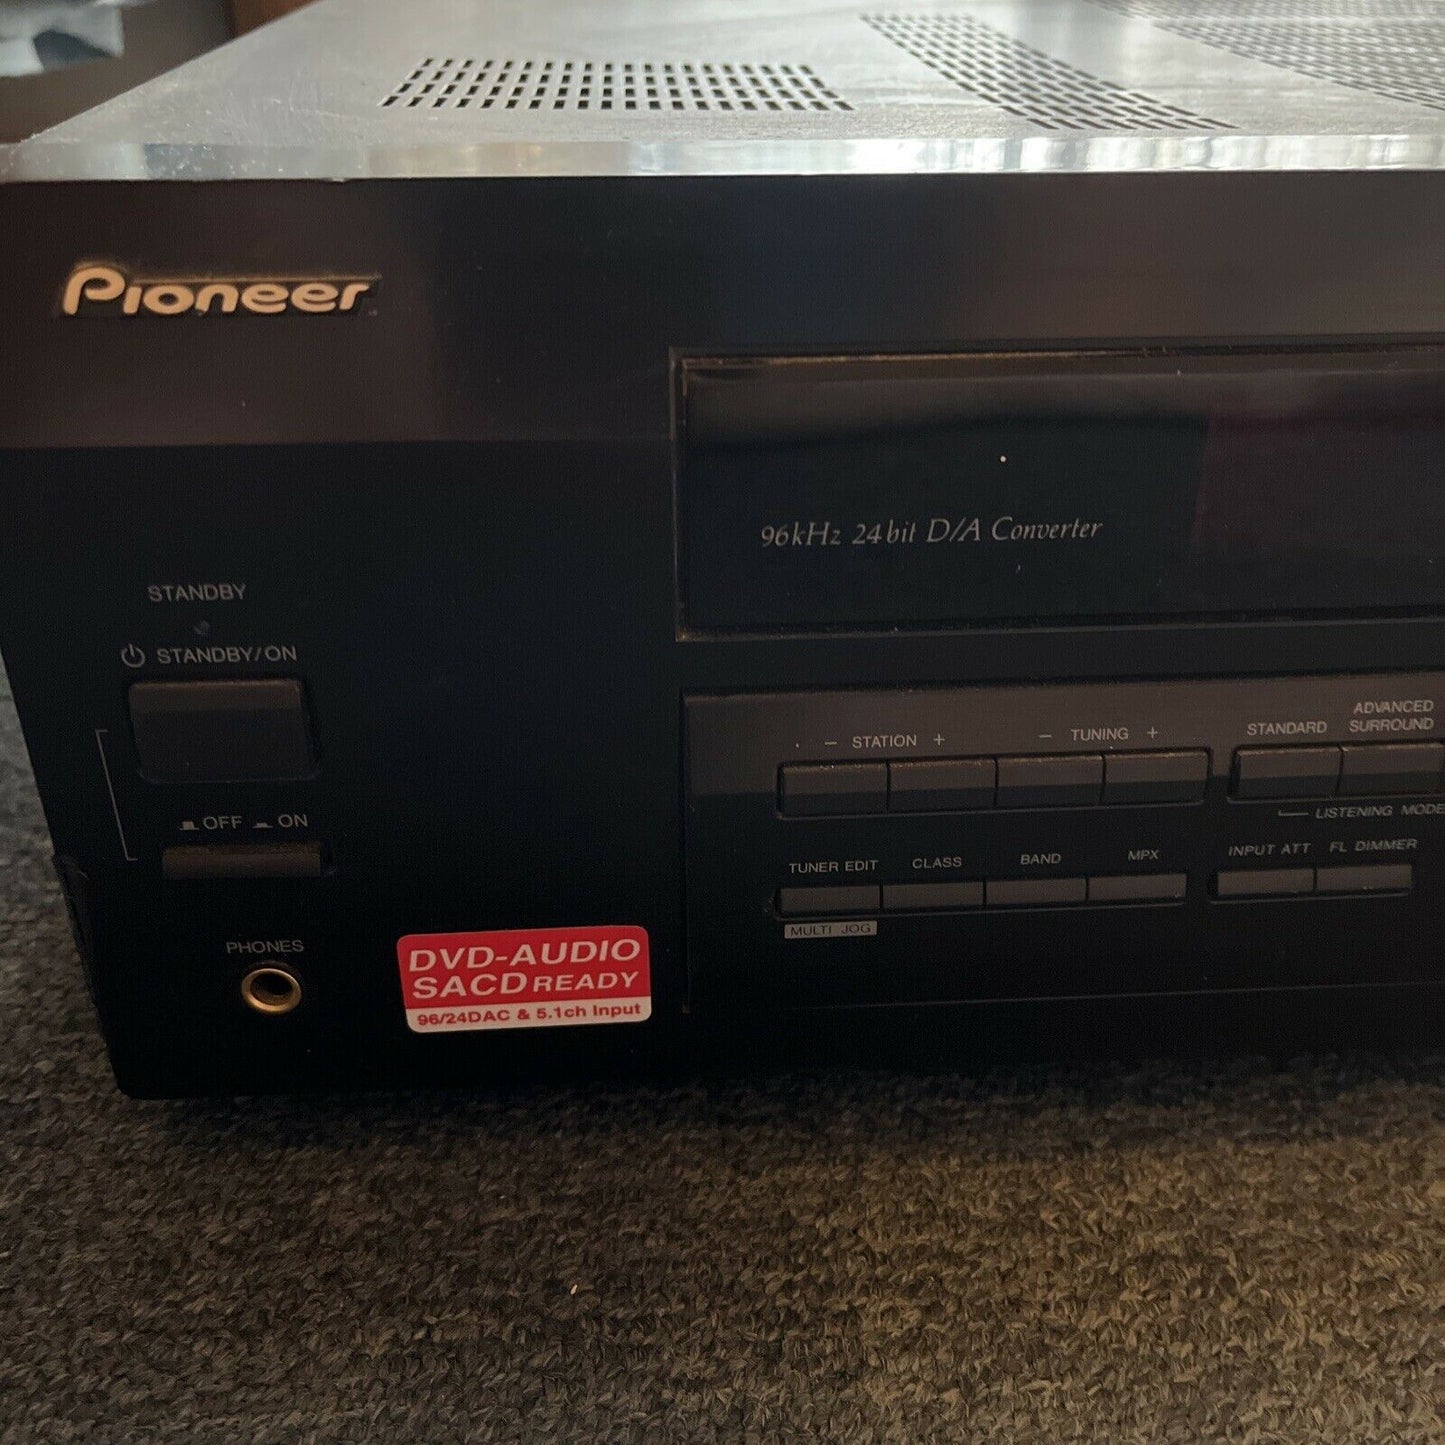 Pioneer
96kHz 24bit D/A Converter
STANDBY
STANDBY/ON
OFF ON
PHONES
DVD-AUDIO
SACD READY
96/24DAC & 5.1ch Input
− STATION +
− TUNING +
STANDARD
ADVANCED
SURROUND
LISTENING MODE
TUNER EDIT
CLASS
BAND
MPX
INPUT ATT
FL DIMMER
MULTI JOG